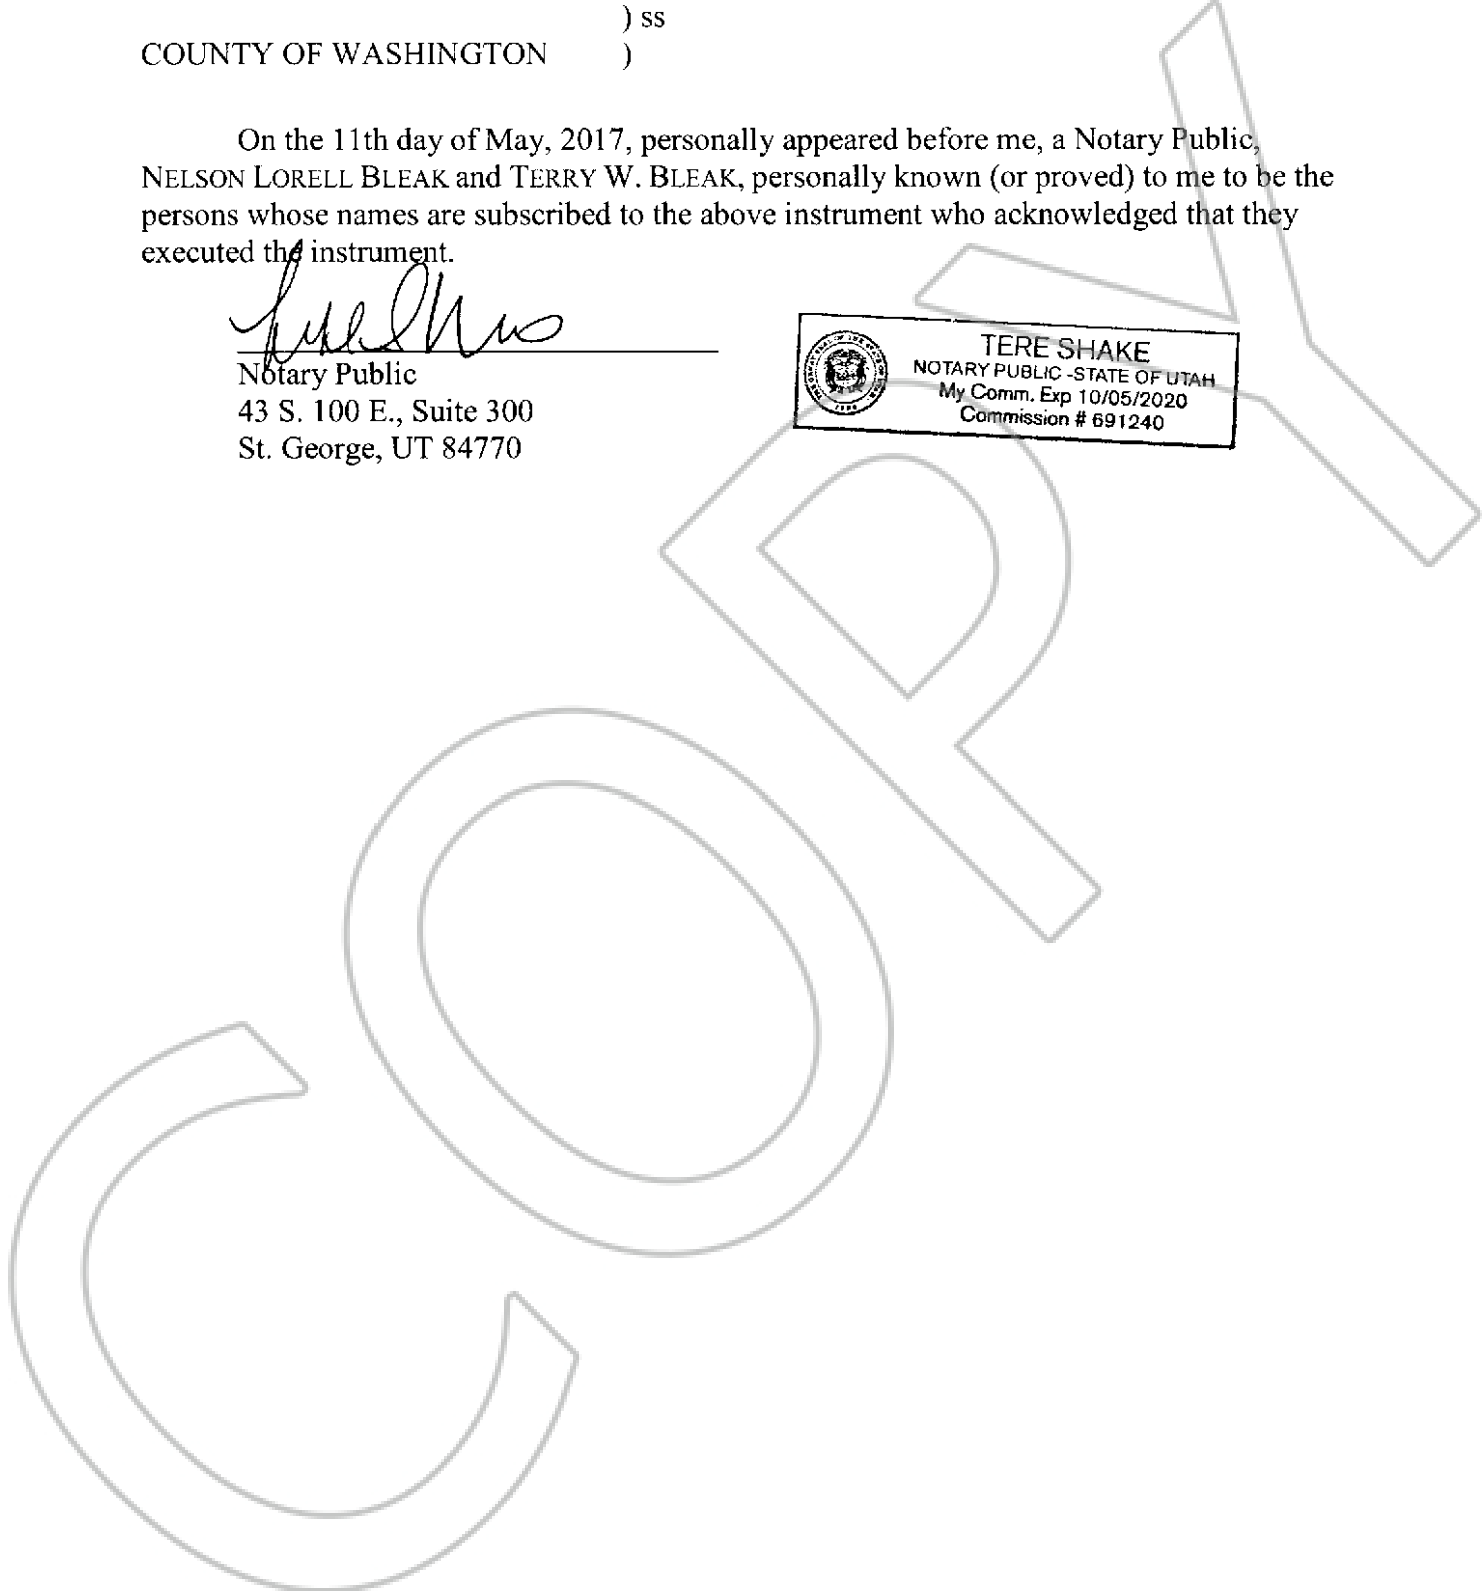 ) ss
COUNTY OF WASHINGTON )
On the 11th day of May, 2017, personally appeared before me, a Notary Public,
NELSON LORELL BLEAK and TERRY W. BLEAK, personally known (or proved) to me to be the
persons whose names are subscribed to the above instrument who acknowledged that they
executed the instrument.
Notary Public
43 S. 100 E., Suite 300
St. George, UT 84770
TERE SHAKE
NOTARY PUBLIC -STATE OF UTAH
My Comm. Exp 10/05/2020
Commission # 691240
COPY